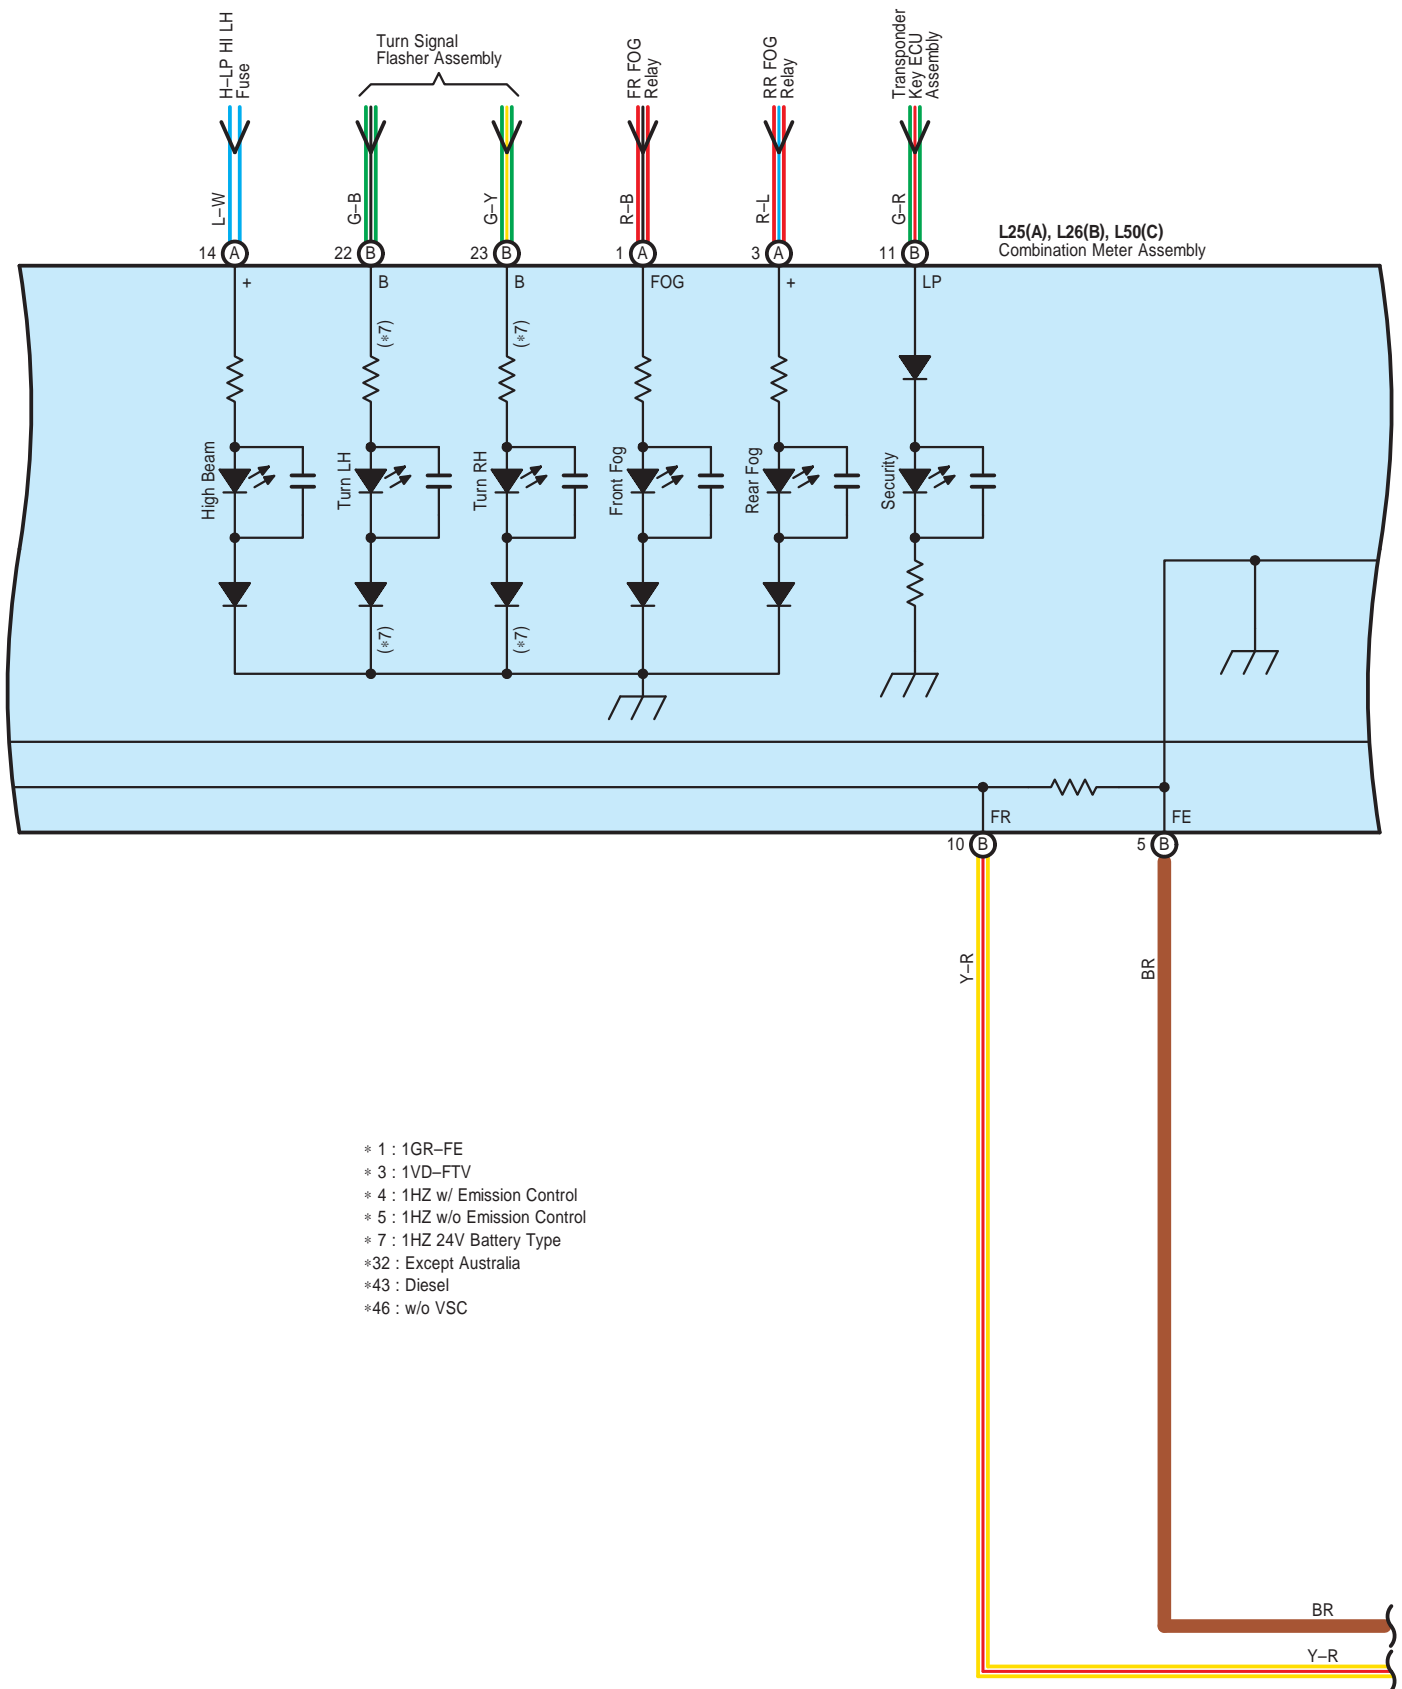 H–LP HI LH
Fuse
Turn Signal
Flasher Assembly
FR FOG
Relay
RR FOG
Relay
Transponder
Key ECU
Assembly
L–W
G–B
G–Y
R–B
R–L
G–R
L25(A), L26(B), L50(C)
Combination Meter Assembly
14 A
22 B
23 B
1 A
3 A
11 B
+
B
B
FOG
+
LP
(*7)
(*7)
High Beam
Turn LH
Turn RH
Front Fog
Rear Fog
Security
(*7)
(*7)
FR
FE
10 B
5 B
Y–R
BR
* 1 : 1GR–FE
* 3 : 1VD–FTV
* 4 : 1HZ w/ Emission Control
* 5 : 1HZ w/o Emission Control
* 7 : 1HZ 24V Battery Type
*32 : Except Australia
*43 : Diesel
*46 : w/o VSC
BR
Y–R